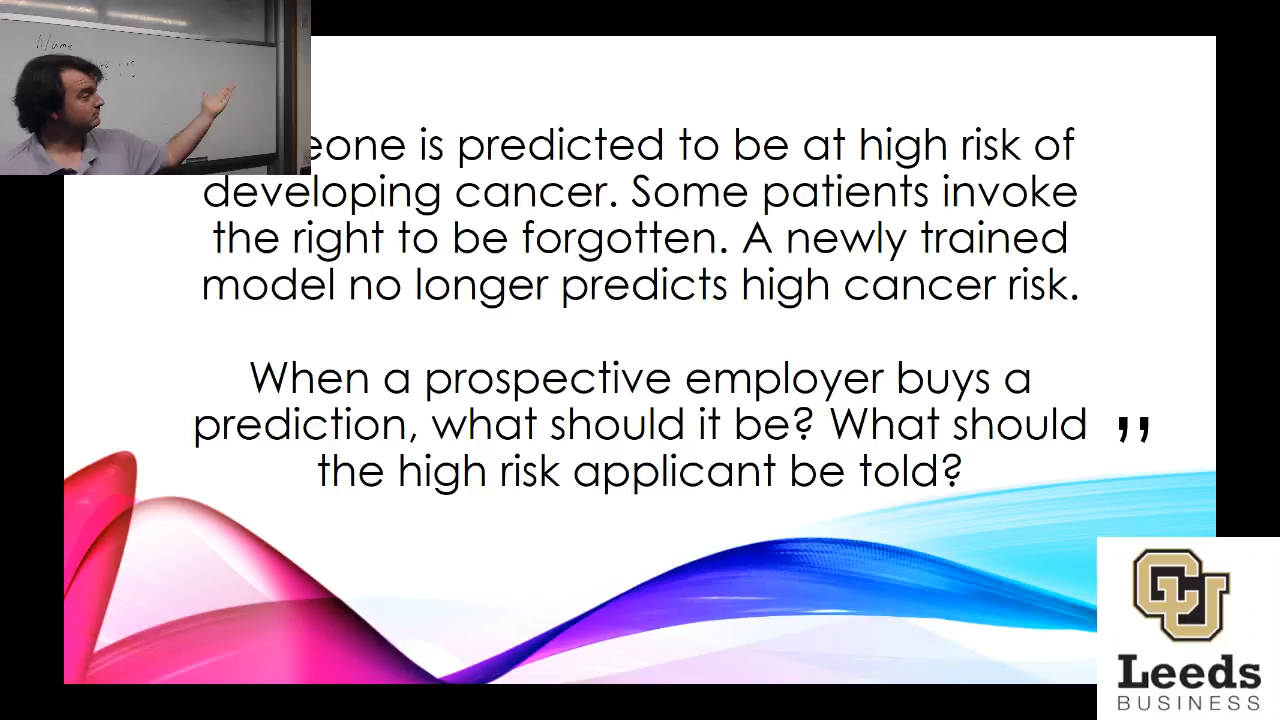 Name
eone is predicted to be at high risk of
developing cancer. Some patients invoke
the right to be forgotten. A newly trained
model no longer predicts high cancer risk.
When a prospective employer buys a
prediction, what should it be? What should
the high risk applicant be told?
”
CU
Leeds
BUSINESS